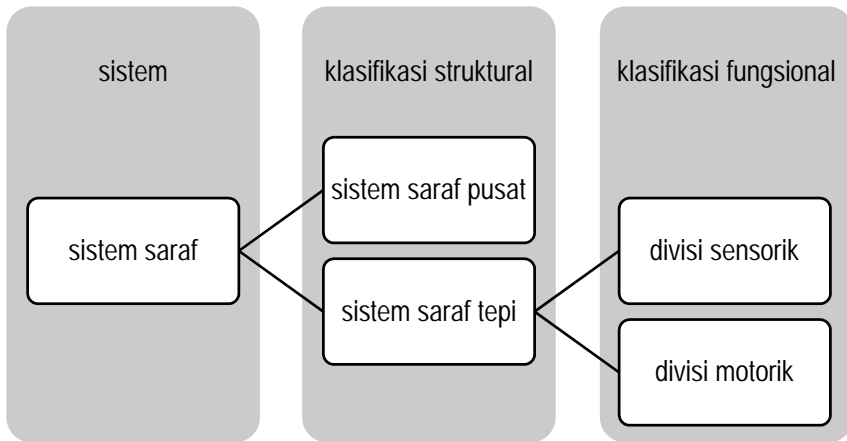 sistem
klasifikasi struktural
klasifikasi fungsional
sistem saraf
sistem saraf pusat
sistem saraf tepi
divisi sensorik
divisi motorik